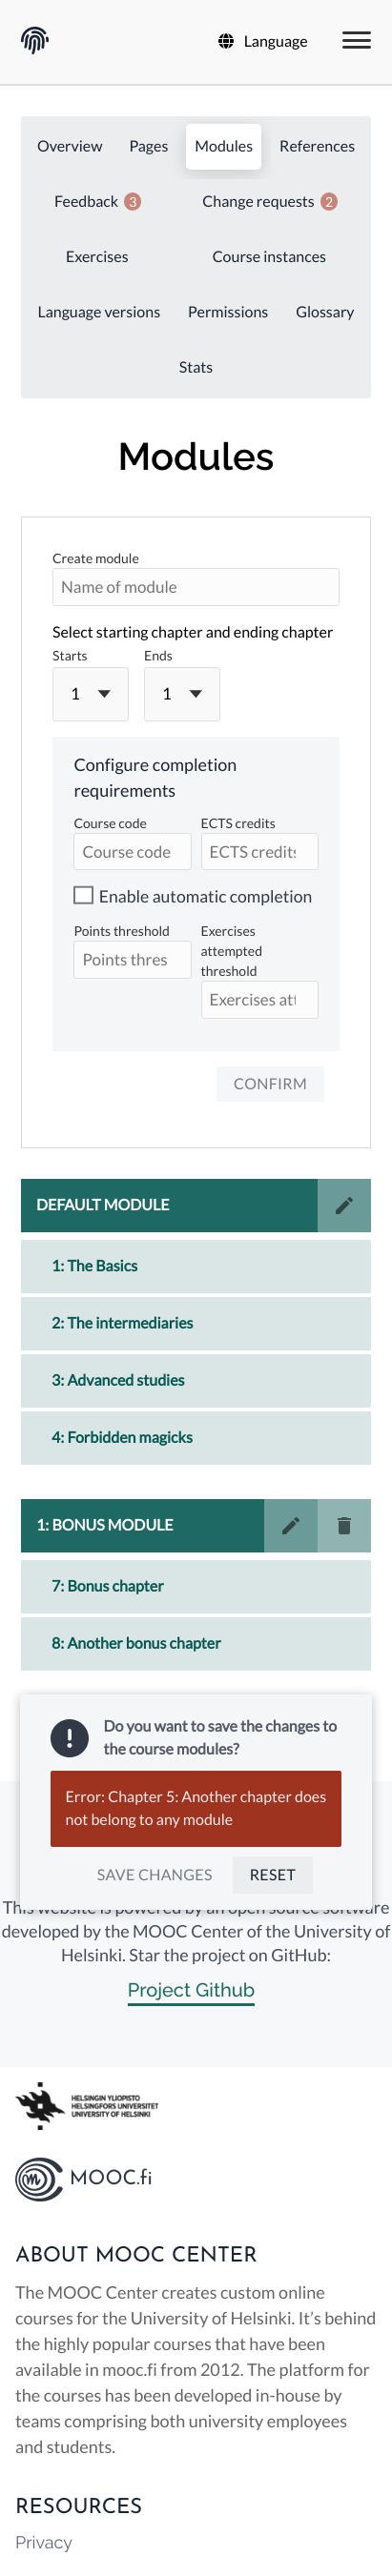 Language
Overview Pages Modules References
Feedback 3 Change requests 2
Exercises Course instances
Language versions Permissions Glossary
Stats
Modules
Create module
Name of module
Select starting chapter and ending chapter
Starts Ends
1 1
Configure completion
requirements
Course code ECTS credits
Course code ECTS credits
Enable automatic completion
Points threshold Exercises
attempted
threshold
Points thres
Exercises att
CONFIRM
DEFAULT MODULE
1: The Basics
2: The intermediaries
3: Advanced studies
4: Forbidden magicks
1: BONUS MODULE
7: Bonus chapter
8: Another bonus chapter
Do you want to save the changes to
the course modules?
Error: Chapter 5: Another chapter does
not belong to any module
SAVE CHANGES RESET
This website is powered by an open source software
developed by the MOOC Center of the University of
Helsinki. Star the project on GitHub:
Project Github
HELSINGIN YLIOPISTO
HELSINGFORS UNIVERSITET
UNIVERSITY OF HELSINKI
MOOC.fi
ABOUT MOOC CENTER
The MOOC Center creates custom online
courses for the University of Helsinki. It's behind
the highly popular courses that have been
available in mooc.fi from 2012. The platform for
the courses has been developed in-house by
teams comprising both university employees
and students.
RESOURCES
Privacy